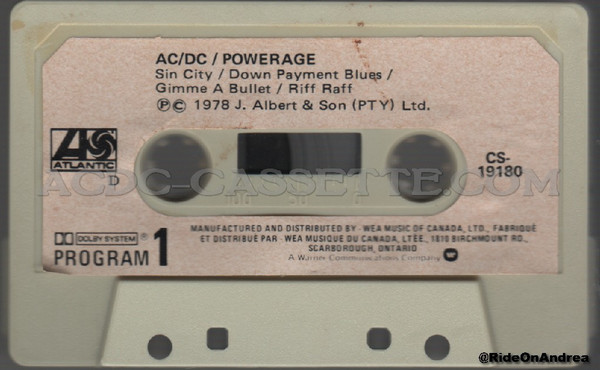 AC/DC / POWERAGE
Sin City / Down Payment Blues /
Gimme A Bullet / Riff Raff
Ⓟ© 1978 J. Albert & Son (PTY) Ltd.
ATLANTIC
D
CS-
19180
ACDC-CASSETTE.COM
MANUFACTURED AND DISTRIBUTED BY - WEA MUSIC OF CANADA, LTD., FABRIQUÉ
ET DISTRIBUÉ PAR - WEA MUSIQUE DU CANADA, LTÉE., 1810 BIRCHMOUNT RD.,
SCARBOROUGH, ONTARIO
A Warner Communications Company
DOLBY SYSTEM
PROGRAM 1
@RideOnAndrea